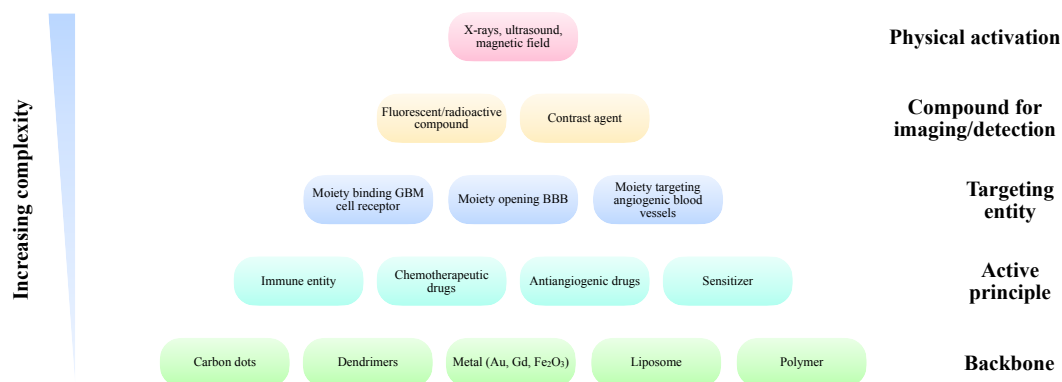 X-rays, ultrasound,
magnetic field
Physical activation
Fluorescent/radioactive
compound
Contrast agent
Compound for
imaging/detection
Moiety binding GBM
cell receptor
Moiety opening BBB
Moiety targeting
angiogenic blood
vessels
Targeting
entity
Immune entity
Chemotherapeutic
drugs
Antiangiogenic drugs
Sensitizer
Active
principle
Carbon dots
Dendrimers
Metal (Au, Gd, Fe₂O₃)
Liposome
Polymer
Backbone
Increasing complexity